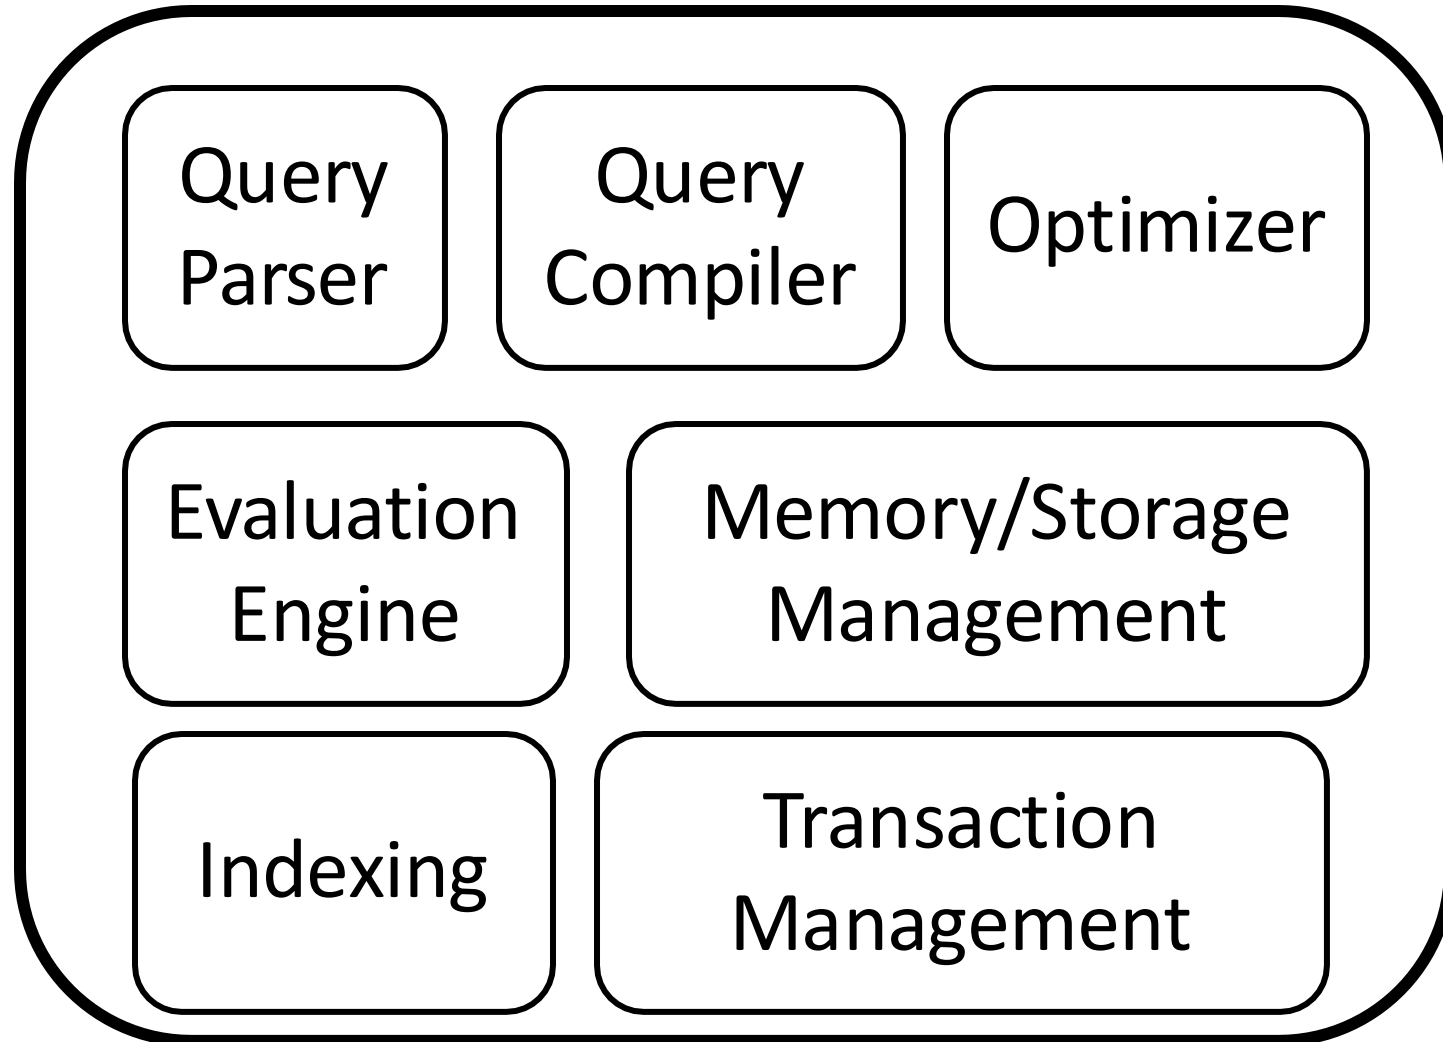 Query
Parser
Query
Compiler
Optimizer
Evaluation
Engine
Memory/Storage
Management
Indexing
Transaction
Management